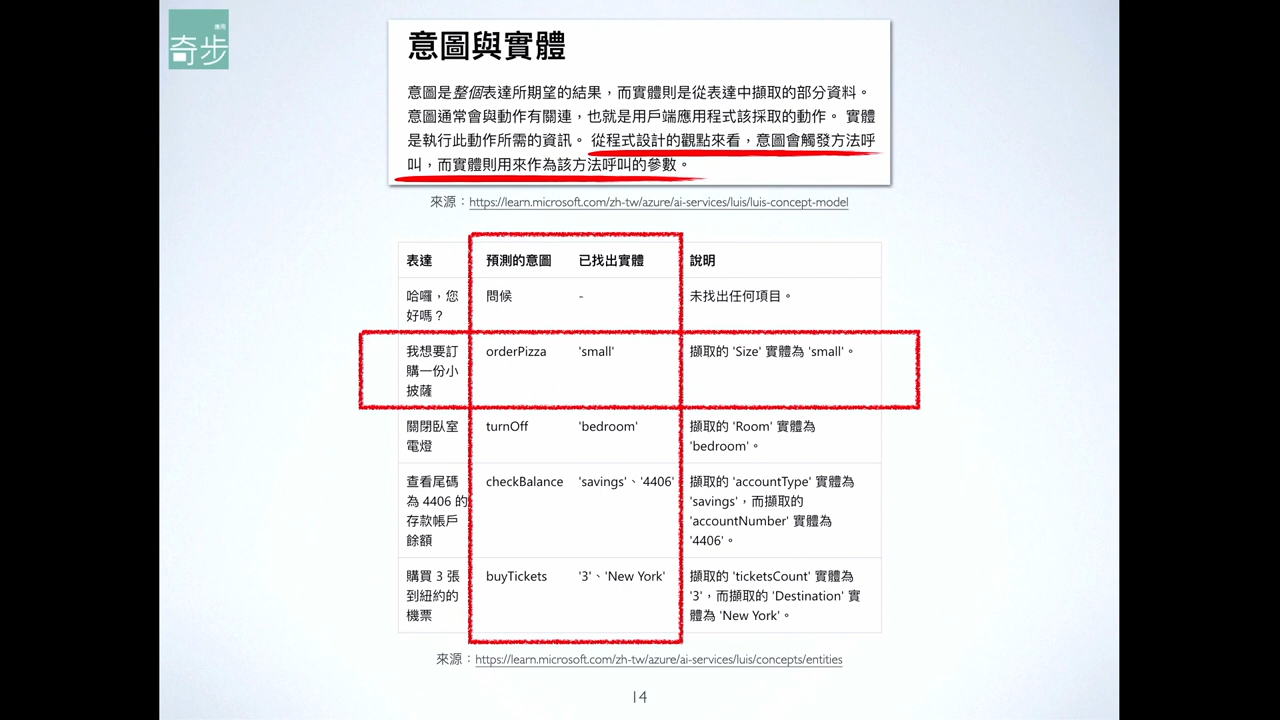 應用
奇步
意圖與實體
意圖是整個表達所期望的結果，而實體則是從表達中擷取的部分資料。
意圖通常會與動作有關連，也就是用戶端應用程式該採取的動作。 實體
是執行此動作所需的資訊。 從程式設計的觀點來看，意圖會觸發方法呼
叫，而實體則用來作為該方法呼叫的參數。
來源：https://learn.microsoft.com/zh-tw/azure/ai-services/luis/luis-concept-model
表達 預測的意圖 已找出實體 說明
哈囉，您 問候 - 未找出任何項目。
好嗎？
我想要訂 orderPizza 'small' 擷取的 'Size' 實體為 'small'。
購一份小
披薩
關閉臥室 turnOff 'bedroom' 擷取的 'Room' 實體為
電燈 'bedroom'。
查看尾碼 checkBalance 'savings'、'4406' 擷取的 'accountType' 實體為
為 4406 的 'savings'，而擷取的
存款帳戶 'accountNumber' 實體為
餘額 '4406'。
購買 3 張 buyTickets '3'、'New York' 擷取的 'ticketsCount' 實體為
到紐約的 '3'，而擷取的 'Destination' 實
機票 體為 'New York'。
來源：https://learn.microsoft.com/zh-tw/azure/ai-services/luis/concepts/entities
14